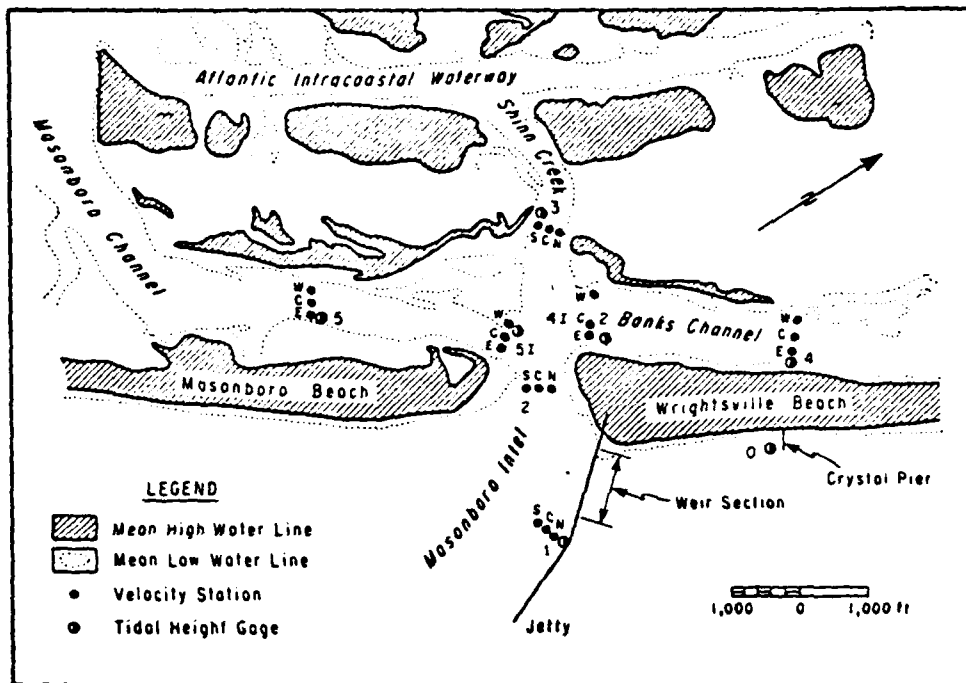 Atlantic Intracoastal Waterway
Shinn Creek
Masonboro Channel
N
3
S C N
W
C
E 5
W
C
E 5I
W
4I C 2
E
Banks Channel
W
C
E 4
Masonboro Beach
S C N
2
Wrightsville Beach
0
Crystal Pier
Weir Section
Masonboro Intel
S C N
1
Jetty
LEGEND
Mean High Water Line
Mean Low Water Line
Velocity Station
Tidal Height Gage
1,000 0 1,000 ft